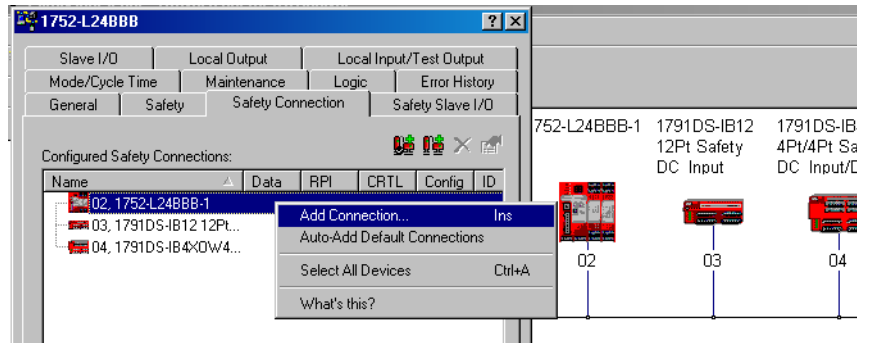 1752-L24BBB
Slave I/O Local Output Local Input/Test Output
Mode/Cycle Time Maintenance Logic Error History
General Safety Safety Connection Safety Slave I/O
Configured Safety Connections:
Name Data RPI CRTL Config ID
02, 1752-L24BBB-1
03, 1791DS-IB12 12Pt...
04, 1791DS-IB4XOW4...
Add Connection... Ins
Auto-Add Default Connections
Select All Devices Ctrl+A
What's this?
752-L24BBB-1 1791DS-IB12 1791DS-IB
12Pt Safety 4Pt/4Pt Sa
DC Input DC Input/D
02 03 04